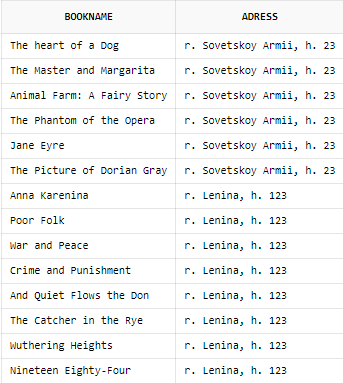 BOOKNAME ADRESS
The heart of a Dog r. Sovetskoy Armii, h. 23
The Master and Margarita r. Sovetskoy Armii, h. 23
Animal Farm: A Fairy Story r. Sovetskoy Armii, h. 23
The Phantom of the Opera r. Sovetskoy Armii, h. 23
Jane Eyre r. Sovetskoy Armii, h. 23
The Picture of Dorian Gray r. Sovetskoy Armii, h. 23
Anna Karenina r. Lenina, h. 123
Poor Folk r. Lenina, h. 123
War and Peace r. Lenina, h. 123
Crime and Punishment r. Lenina, h. 123
And Quiet Flows the Don r. Lenina, h. 123
The Catcher in the Rye r. Lenina, h. 123
Wuthering Heights r. Lenina, h. 123
Nineteen Eighty-Four r. Lenina, h. 123